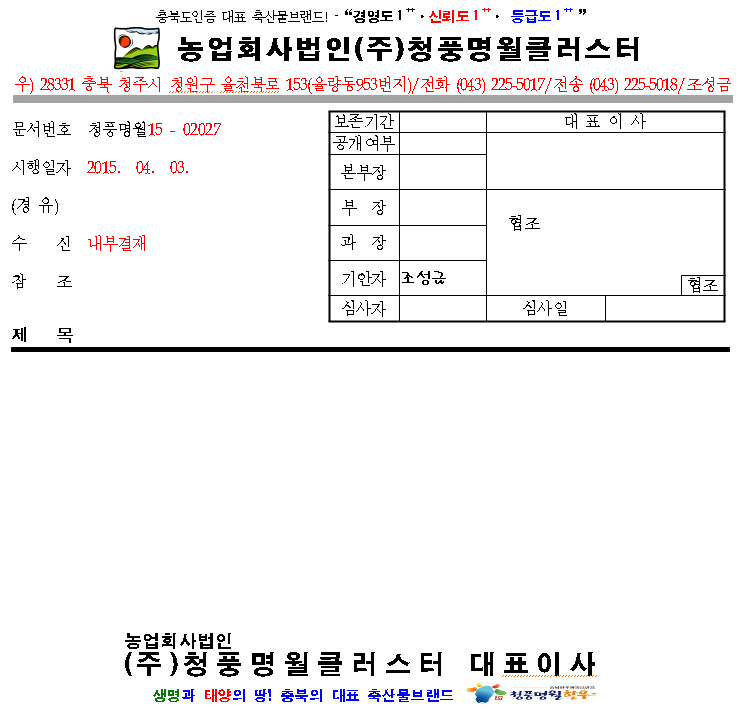 충북도인증 대표 축산물브랜드! - “경영도1⁺⁺·신뢰도1⁺⁺· 등급도1⁺⁺”
농업회사법인(주)청풍명월클러스터
우) 28331 충북 청주시 청원구 율천북로 153(율량동953번지)/전화 (043) 225-5017/전송 (043) 225-5018/조성금
문서번호 청풍명월15 - 02027
시행일자 2015. 04. 03.
(경 유)
수 신 내부결재
참 조
제 목
보존기간 대 표 이 사
공개여부
본부장
부 장 협조
과 장
기안자 조성균 협조
심사자 심사일
농업회사법인
(주)청풍명월클러스터 대표이사
생명과 태양의 땅! 충북의 대표 축산물브랜드 청풍명월한우